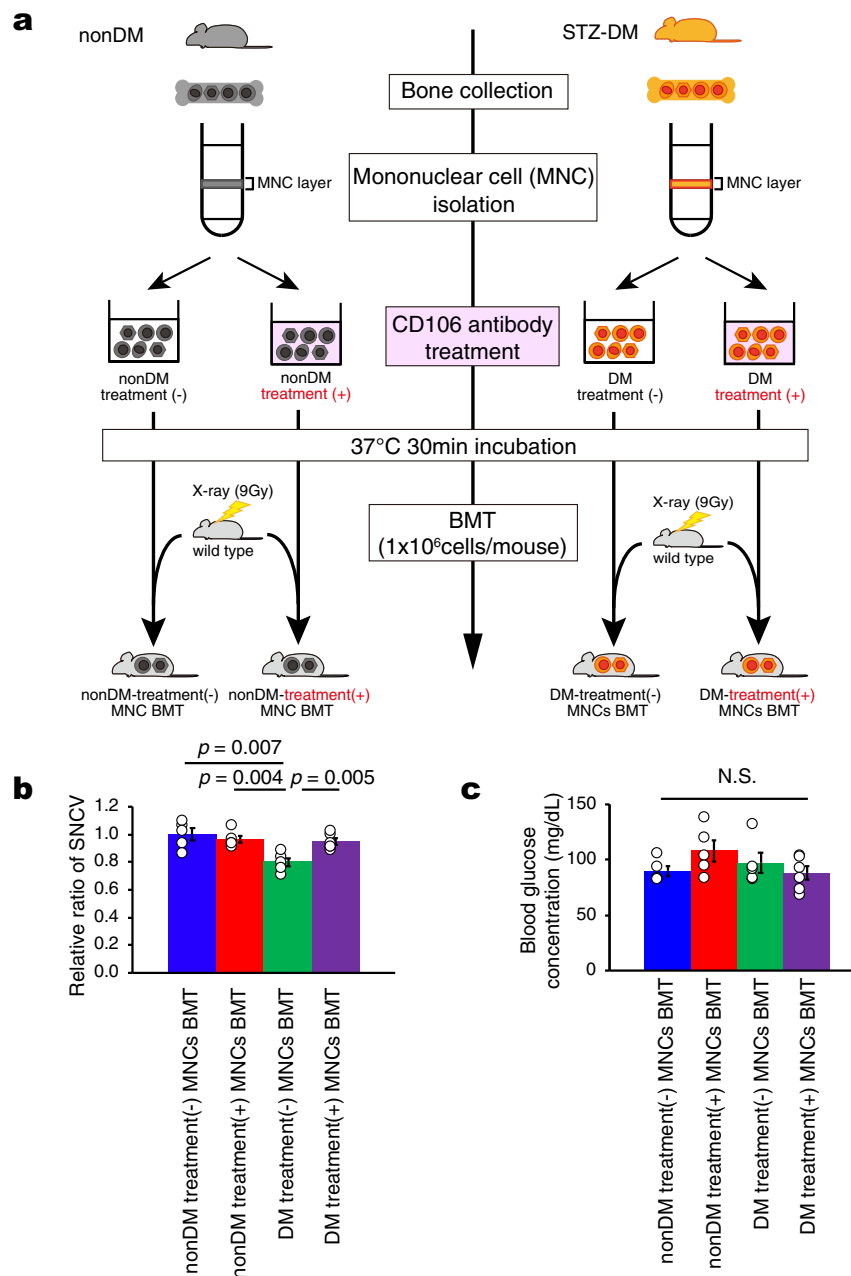 a
nonDM
STZ-DM
Bone collection
MNC layer
Mononuclear cell (MNC)
isolation
MNC layer
CD106 antibody
treatment
nonDM
treatment (-)
nonDM
treatment (+)
DM
treatment (-)
DM
treatment (+)
37°C 30min incubation
X-ray (9Gy)
wild type
BMT
(1x10⁶cells/mouse)
X-ray (9Gy)
wild type
nonDM-treatment(-)
MNC BMT
nonDM-treatment(+)
MNC BMT
DM-treatment(-)
MNCs BMT
DM-treatment(+)
MNCs BMT
b
p = 0.007
p = 0.004
p = 0.005
Relative ratio of SNCV
1.2
1.0
0.8
0.6
0.4
0.2
0.0
nonDM treatment(-) MNCs BMT
nonDM treatment(+) MNCs BMT
DM treatment(-) MNCs BMT
DM treatment(+) MNCs BMT
c
N.S.
Blood glucose
concentration (mg/dL)
150
100
50
0
nonDM treatment(-) MNCs BMT
nonDM treatment(+) MNCs BMT
DM treatment(-) MNCs BMT
DM treatment(+) MNCs BMT